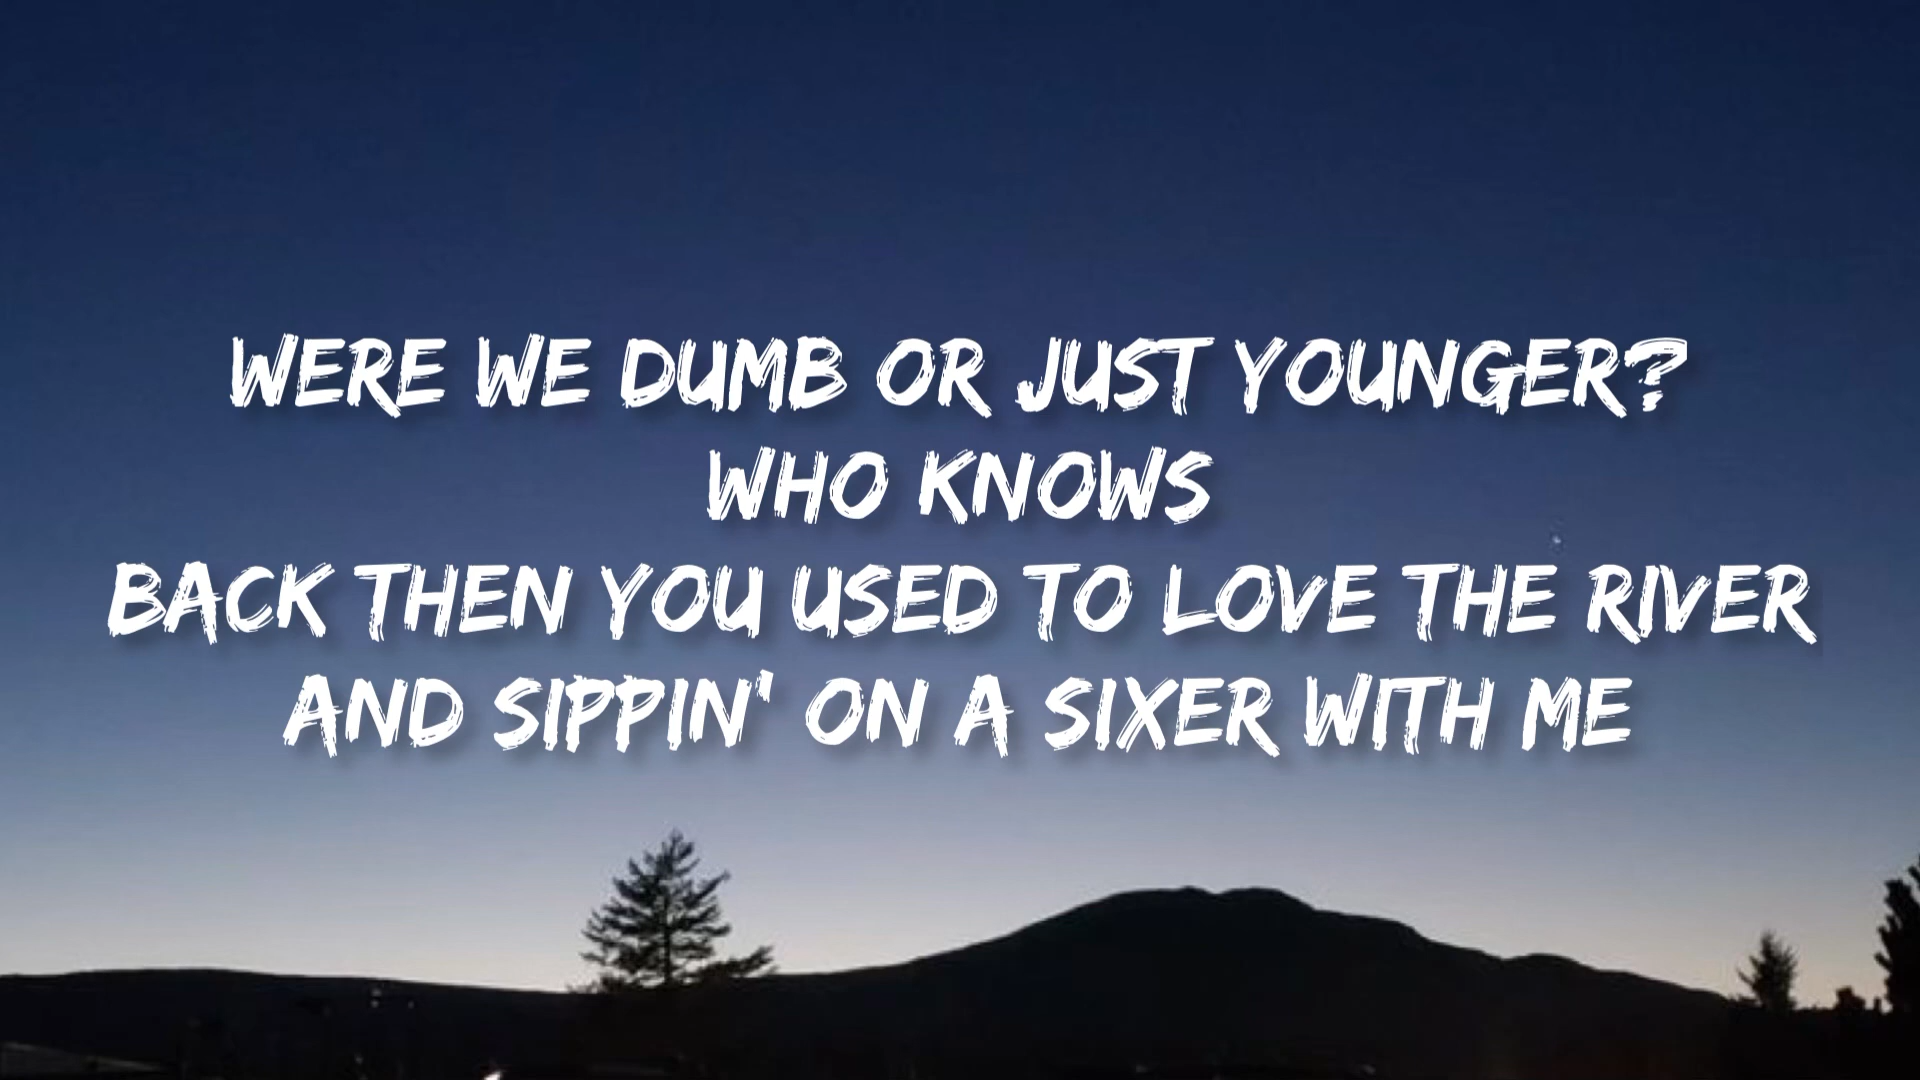 WERE WE DUMB OR JUST YOUNGER?
WHO KNOWS
BACK THEN YOU USED TO LOVE THE RIVER
AND SIPPIN' ON A SIXER WITH ME